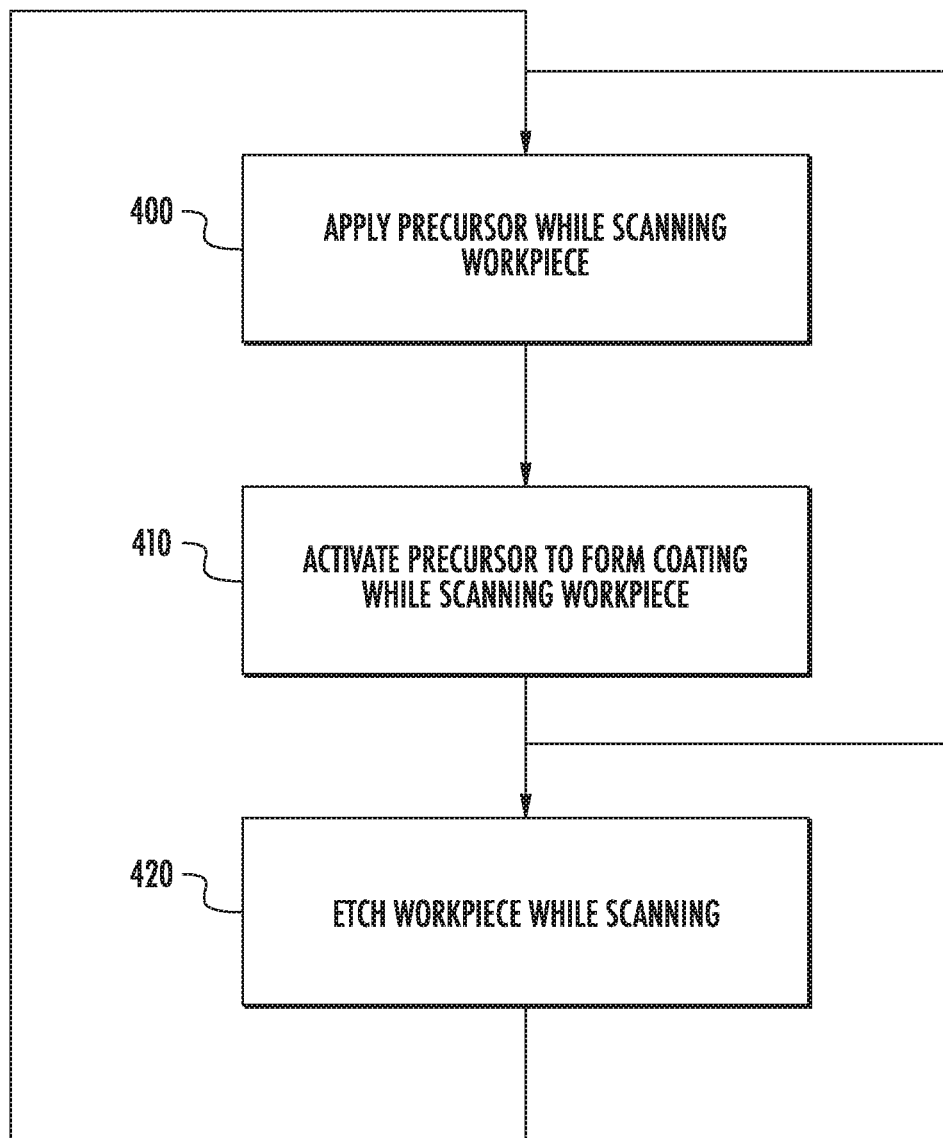 400
APPLY PRECURSOR WHILE SCANNING
WORKPIECE
410
ACTIVATE PRECURSOR TO FORM COATING
WHILE SCANNING WORKPIECE
420
ETCH WORKPIECE WHILE SCANNING